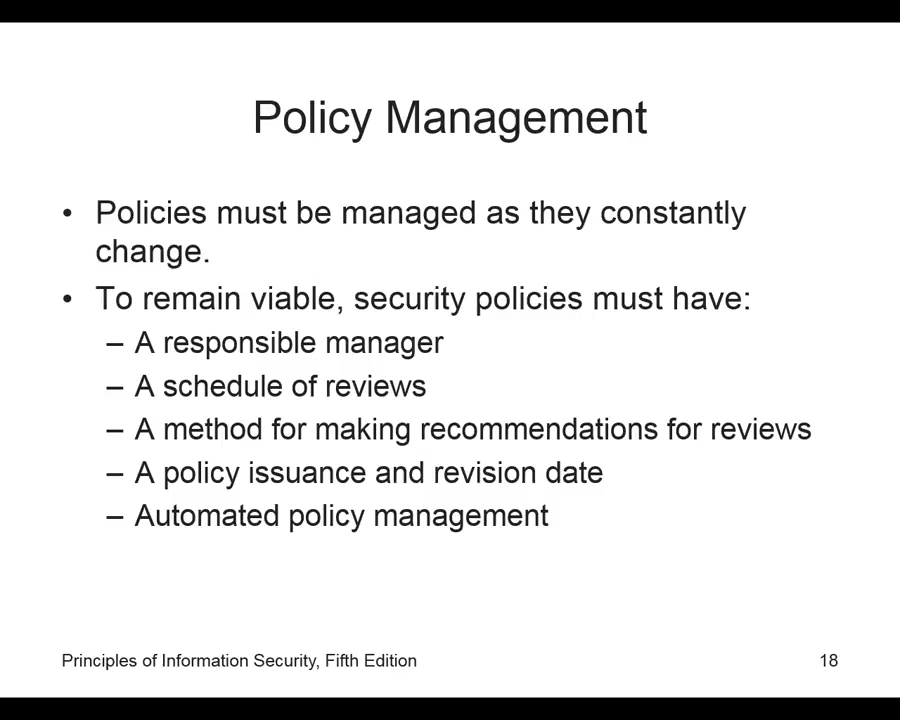 Policy Management
• Policies must be managed as they constantly
change.
• To remain viable, security policies must have:
– A responsible manager
– A schedule of reviews
– A method for making recommendations for reviews
– A policy issuance and revision date
– Automated policy management
Principles of Information Security, Fifth Edition
18